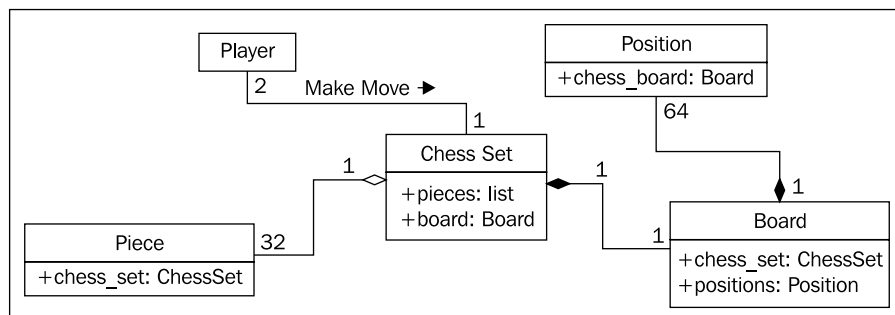 Player
2
Make Move
1
Position
+chess_board: Board
64
1
Chess Set
+pieces: list
+board: Board
1
1
Piece
+chess_set: ChessSet
32
1
Board
+chess_set: ChessSet
+positions: Position